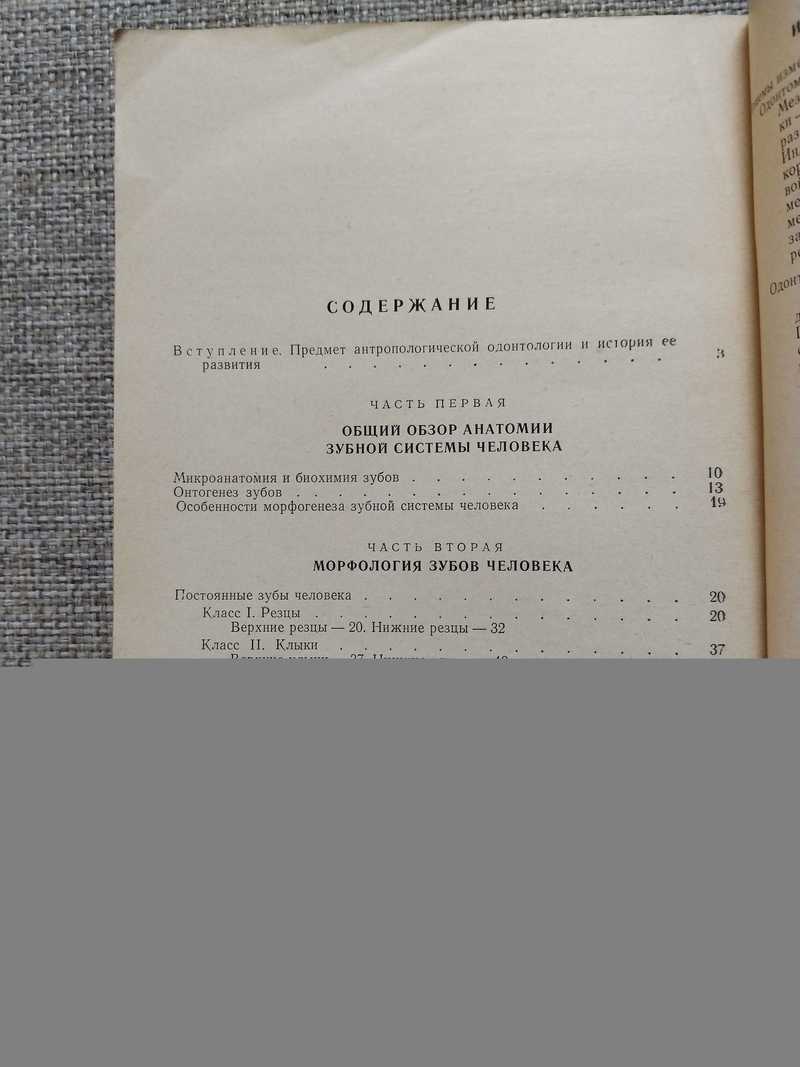 СОДЕРЖАНИЕ
Вступление. Предмет антропологической одонтологии и история ее
развития . . . . . . . . . . . . . . 3
ЧАСТЬ ПЕРВАЯ
ОБЩИЙ ОБЗОР АНАТОМИИ
ЗУБНОЙ СИСТЕМЫ ЧЕЛОВЕКА
Микроанатомия и биохимия зубов . . . . . . . . . . . 10
Онтогенез зубов . . . . . . . . . . . . . . . . 13
Особенности морфогенеза зубной системы человека . . . . . . 19
ЧАСТЬ ВТОРАЯ
МОРФОЛОГИЯ ЗУБОВ ЧЕЛОВЕКА
Постоянные зубы человека . . . . . . . . . . . . . 20
Класс I. Резцы . . . . . . . . . . . . . . . 20
Верхние резцы — 20. Нижние резцы — 32
Класс II. Клыки . . . . . . . . . . . . . . 37